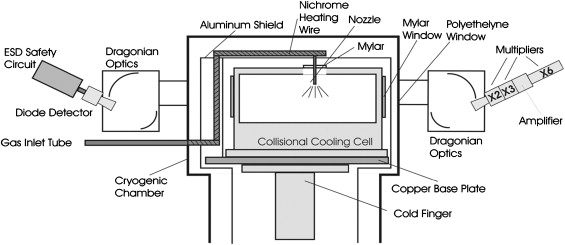 Nichrome
Heating
Wire
Aluminum Shield
Nozzle
Mylar
Mylar
Window
Polyethelyne
Window
ESD Safety
Circuit
Dragonian
Optics
Multipliers
X6
X2
X3
Diode Detector
Amplifier
Gas Inlet Tube
Collisional Cooling Cell
Dragonian
Optics
Cryogenic
Chamber
Copper Base Plate
Cold Finger